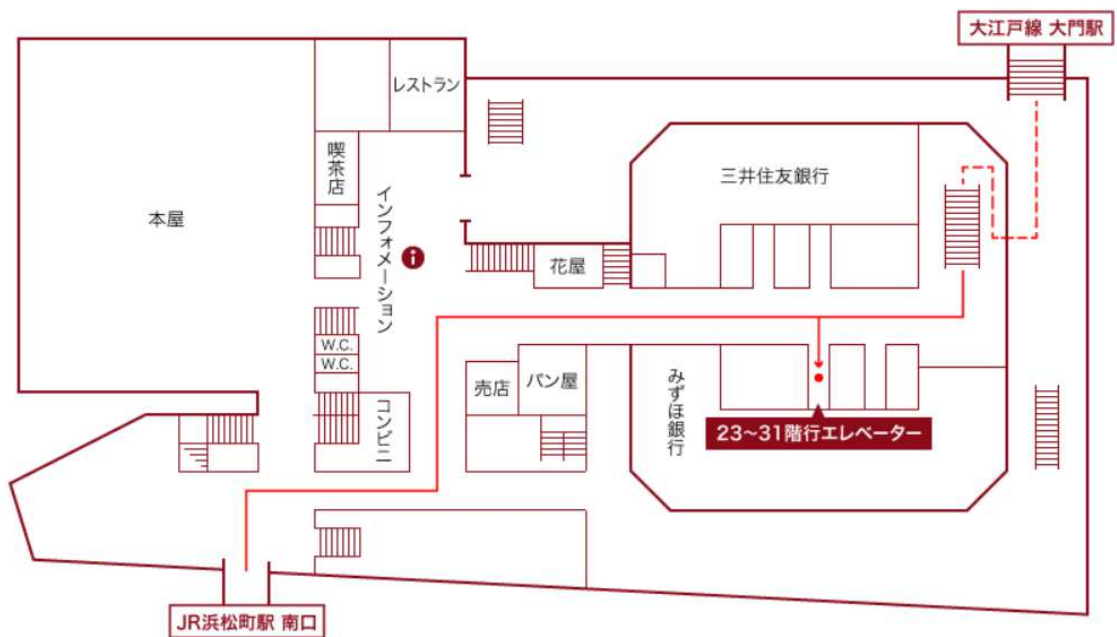 大江戸線 大門駅
レストラン
喫茶店
三井住友銀行
本屋
インフォメーション
i
花屋
W.C.
W.C.
売店
パン屋
みずほ銀行
コンビニ
23〜31階行エレベーター
JR浜松町駅 南口